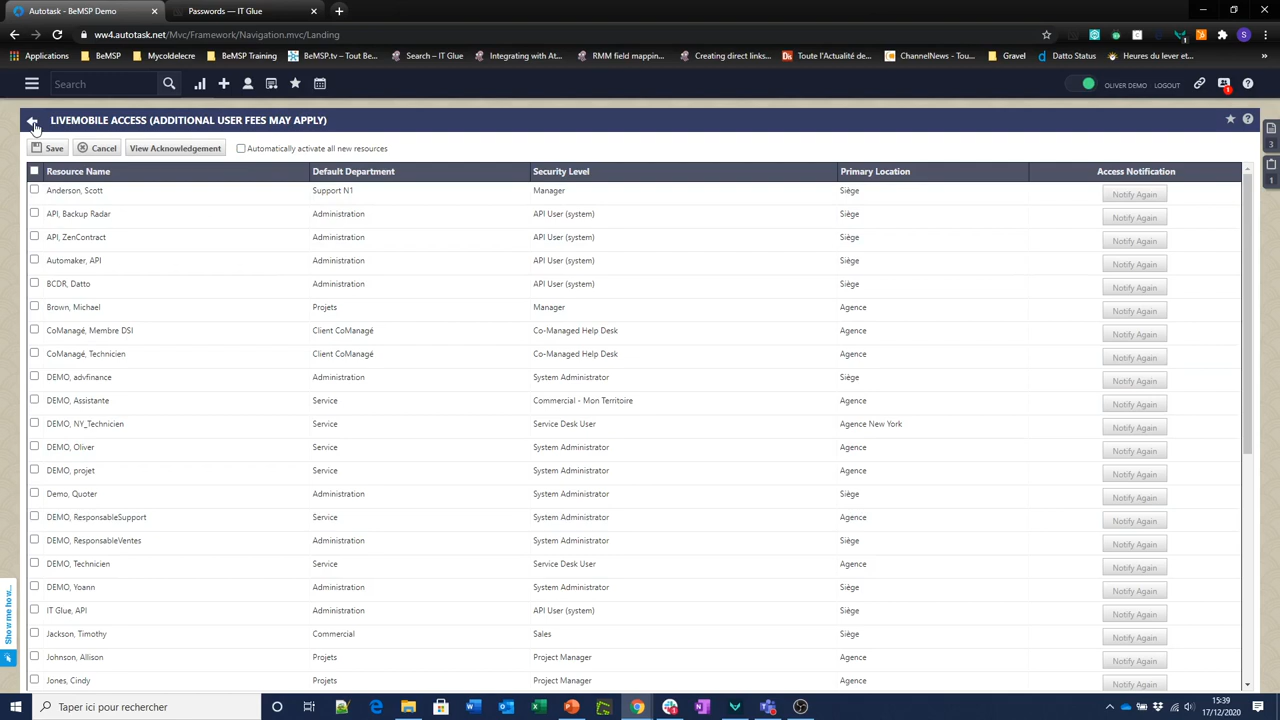 Autotask - BeMSP Demo
Passwords — IT Glue
ww4.autotask.net/Mvc/Framework/Navigation.mvc/Landing
S
Applications BeMSP Mycoldelecre BeMSP Training BeMSP.tv – Tout Be... Search – IT Glue Integrating with At... RMM field mapping... Creating direct links... Toute l'Actualité de... ChannelNews - Tou... Gravel Datto Status Heures du lever et...
Search
OLIVER DEMO LOGOUT 1
LIVEMOBILE ACCESS (ADDITIONAL USER FEES MAY APPLY)
3
1
Save Cancel View Acknowledgement Automatically activate all new resources
Resource Name Default Department Security Level Primary Location Access Notification
Anderson, Scott Support N1 Manager Siège Notify Again
API, Backup Radar Administration API User (system) Siège Notify Again
API, ZenContract Administration API User (system) Siège Notify Again
Automaker, API Administration API User (system) Siège Notify Again
BCDR, Datto Administration API User (system) Siège Notify Again
Brown, Michael Projets Manager Agence Notify Again
CoManagé, Membre DSI Client CoManagé Co-Managed Help Desk Agence Notify Again
CoManagé, Technicien Client CoManagé Co-Managed Help Desk Agence Notify Again
DEMO, advfinance Administration System Administrator Siège Notify Again
DEMO, Assistante Service Commercial - Mon Territoire Agence Notify Again
DEMO, NY_Technicien Service Service Desk User Agence New York Notify Again
DEMO, Oliver Service System Administrator Agence Notify Again
DEMO, projet Service System Administrator Agence Notify Again
Demo, Quoter Administration System Administrator Siège Notify Again
DEMO, ResponsableSupport Service System Administrator Agence Notify Again
DEMO, ResponsableVentes Administration System Administrator Siège Notify Again
DEMO, Technicien Service Service Desk User Agence Notify Again
DEMO, Yoann Administration System Administrator Siège Notify Again
IT Glue, API Administration API User (system) Siège Notify Again
Jackson, Timothy Commercial Sales Siège Notify Again
Johnson, Allison Projets Project Manager Agence Notify Again
Jones, Cindy Projets Project Manager Agence Notify Again
Show me how...
Taper ici pour rechercher
15:39
17/12/2020